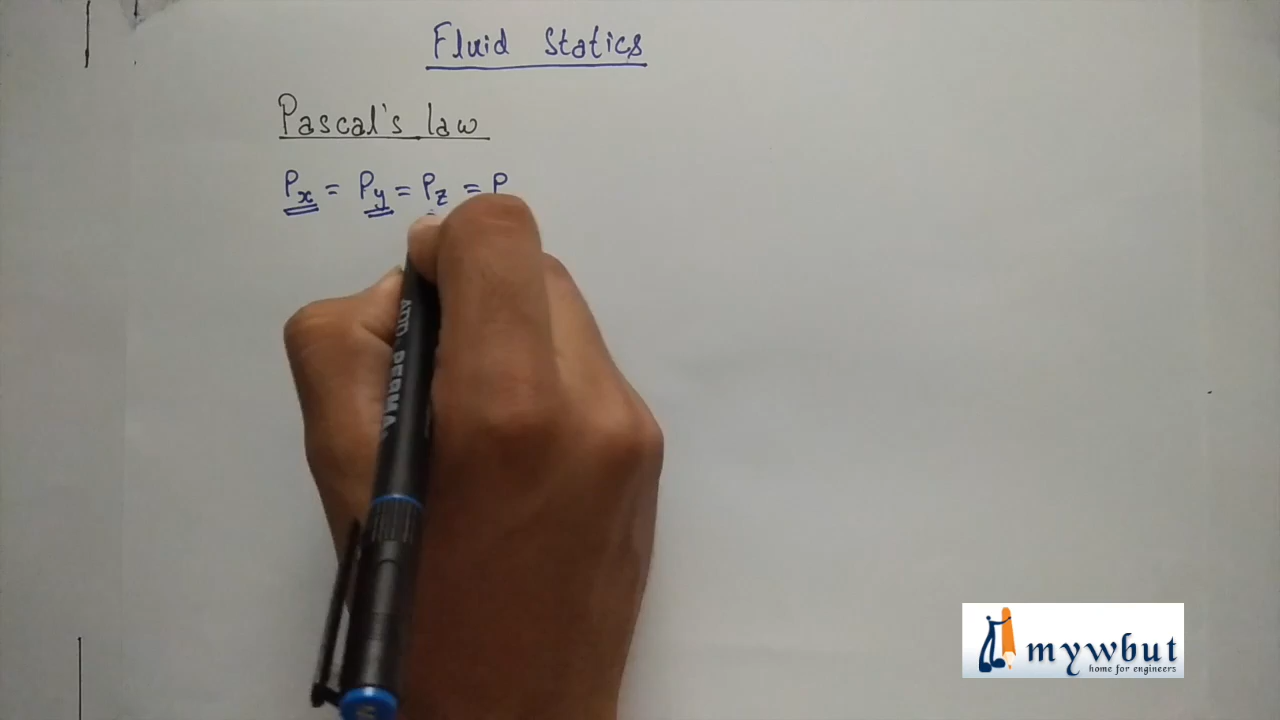 Fluid Statics
Pascal's law
Px = Py = Pz = P
mywbut
home for engineers